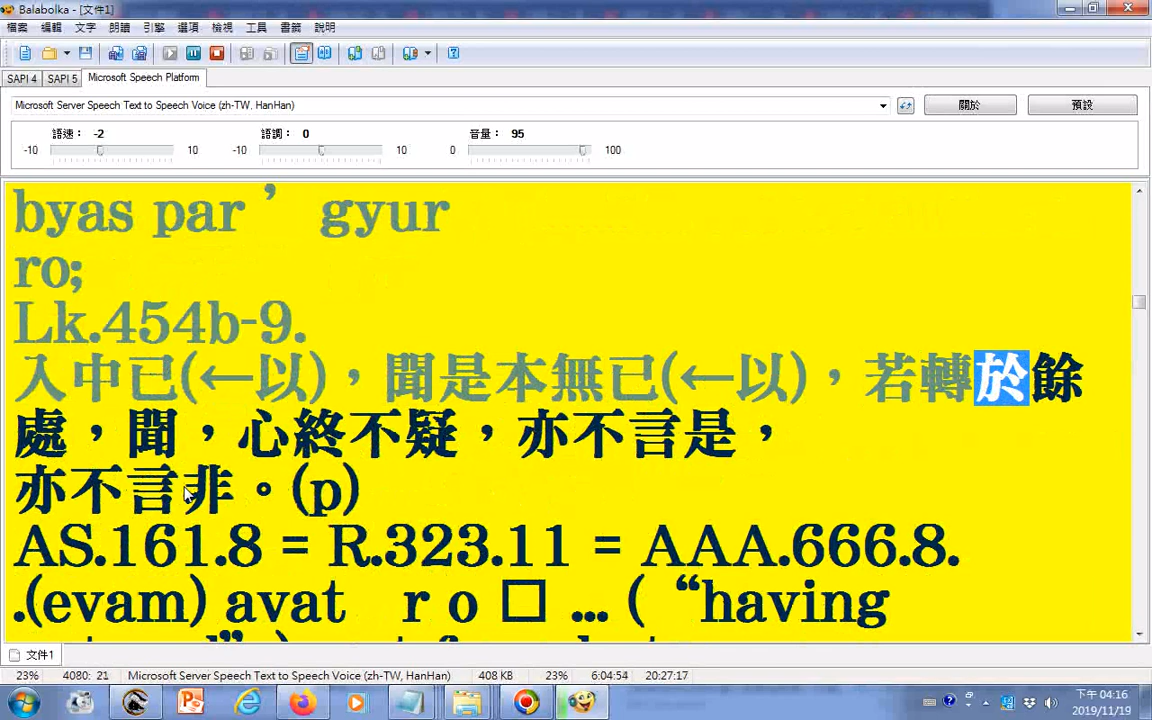 Balabolka - [文件1]
檔案 編輯 文字 朗讀 引擎 選項 檢視 工具 書籤 說明
SAPI 4 SAPI 5 Microsoft Speech Platform
Microsoft Server Speech Text to Speech Voice (zh-TW, HanHan) 關於 預設
語速： -2 語調： 0 音量： 95
-10 10 -10 10 0 100
byas par ’ gyur
ro;
Lk.454b-9.
入中已(←以)，聞是本無已(←以)，若轉於餘
處，聞，心終不疑，亦不言是，
亦不言非。(p)
AS.161.8 = R.323.11 = AAA.666.8.
.(evam) avat r o □ ... ( “having
文件1
23% 4080: 21 Microsoft Server Speech Text to Speech Voice (zh-TW, HanHan) 408 KB 23% 6:04:54 20:27:17
下午 04:16
2019/11/19